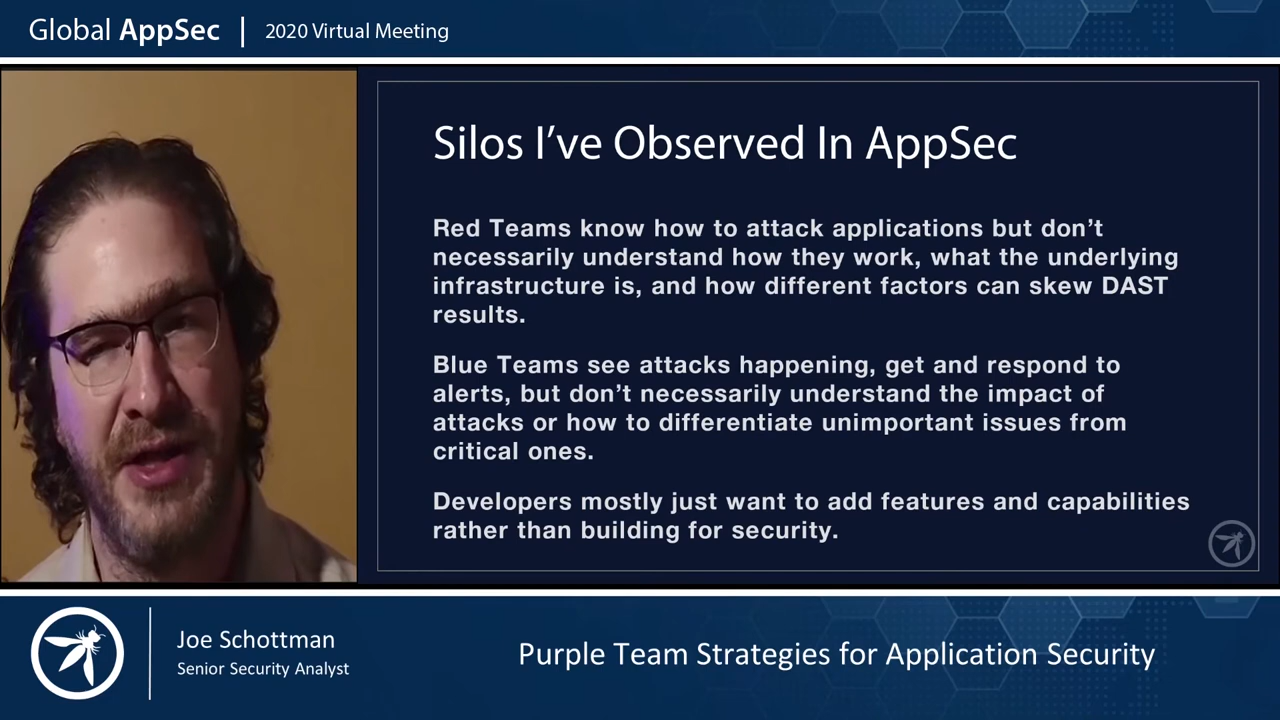 Global AppSec | 2020 Virtual Meeting
Silos I’ve Observed In AppSec
Red Teams know how to attack applications but don’t
necessarily understand how they work, what the underlying
infrastructure is, and how different factors can skew DAST
results.
Blue Teams see attacks happening, get and respond to
alerts, but don’t necessarily understand the impact of
attacks or how to differentiate unimportant issues from
critical ones.
Developers mostly just want to add features and capabilities
rather than building for security.
Joe Schottman
Senior Security Analyst
Purple Team Strategies for Application Security